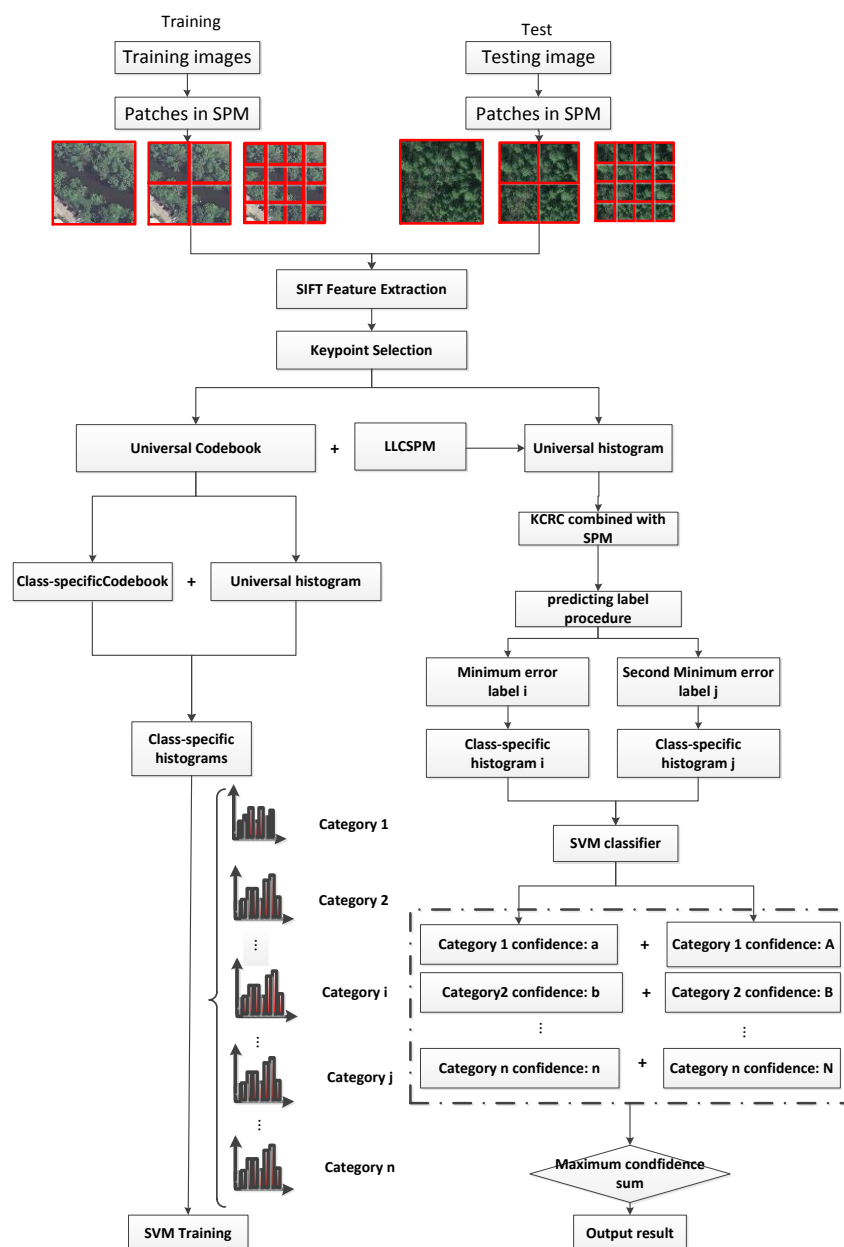 Training
Test
Training images
Testing image
Patches in SPM
Patches in SPM
SIFT Feature Extraction
Keypoint Selection
Universal Codebook
+
LLCSPM
Universal histogram
KCRC combined with
SPM
Class-specificCodebook
+
Universal histogram
predicting label
procedure
Minimum error
label i
Second Minimum error
label j
Class-specific
histograms
Class-specific
histogram i
Class-specific
histogram j
SVM classifier
Category 1
Category 2
...
Category i
...
Category j
...
Category n
Category 1 confidence: a
+
Category 1 confidence: A
Category2 confidence: b
+
Category 2 confidence: B
...
...
Category n confidence: n
+
Category n confidence: N
Maximum condfidence
sum
SVM Training
Output result